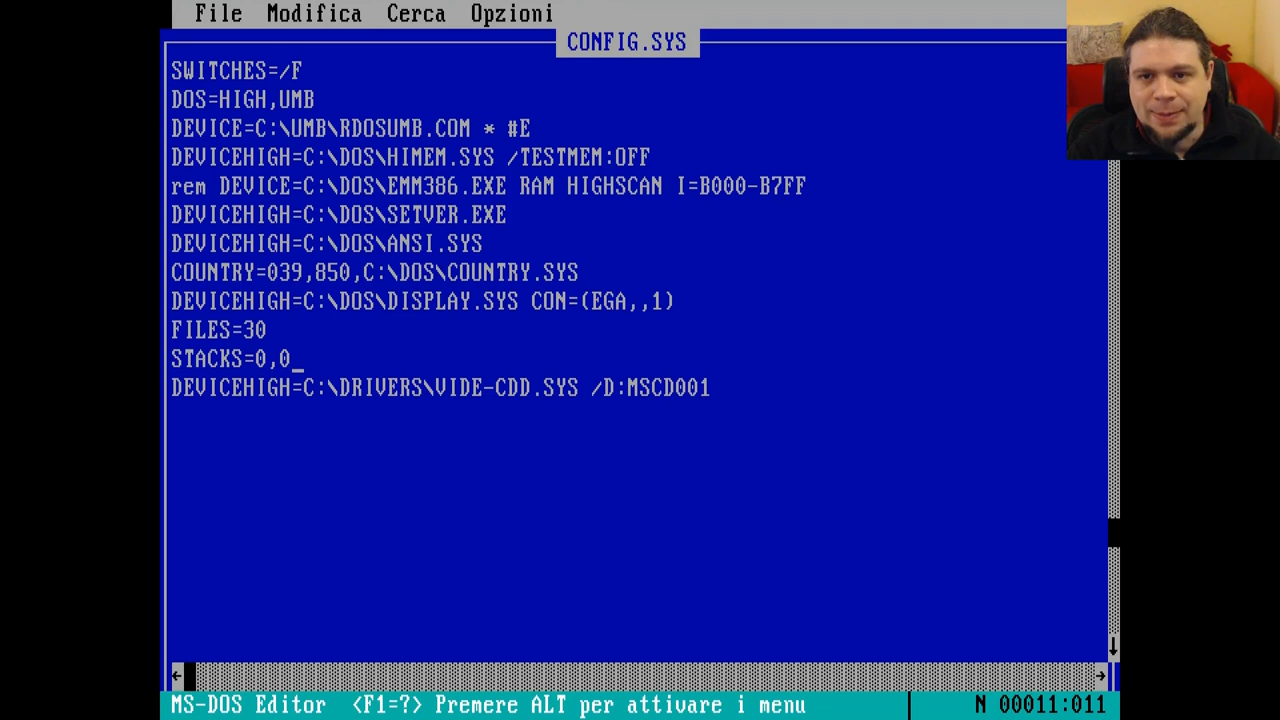 File Modifica Cerca Opzioni
CONFIG.SYS
SWITCHES=/F
DOS=HIGH,UMB
DEVICE=C:\UMB\RDOSUMB.COM * #E
DEVICEHIGH=C:\DOS\HIMEM.SYS /TESTMEM:OFF
rem DEVICE=C:\DOS\EMM386.EXE RAM HIGHSCAN I=B000-B7FF
DEVICEHIGH=C:\DOS\SETVER.EXE
DEVICEHIGH=C:\DOS\ANSI.SYS
COUNTRY=039,850,C:\DOS\COUNTRY.SYS
DEVICEHIGH=C:\DOS\DISPLAY.SYS CON=(EGA,,1)
FILES=30
STACKS=0,0_
DEVICEHIGH=C:\DRIVERS\VIDE-CDD.SYS /D:MSCD001
MS-DOS Editor <F1=?> Premere ALT per attivare i menu N 00011:011